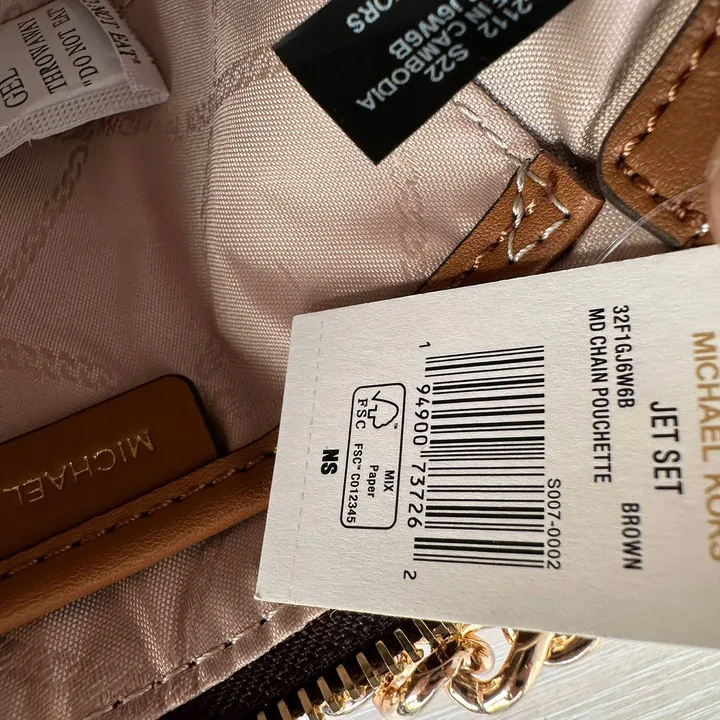 MICHAEL KORS
JET SET
32F1GJ6W6B BROWN
MD CHAIN POUCHETTE
S007-0002
1 94900 73726 2
FSC
MIX
Paper
FSC™ C012345
NS
2112
S22
IN CAMBODIA
J6W6B
KORS
MICHAEL
GEL
THROW AWAY
"DO NOT EAT"